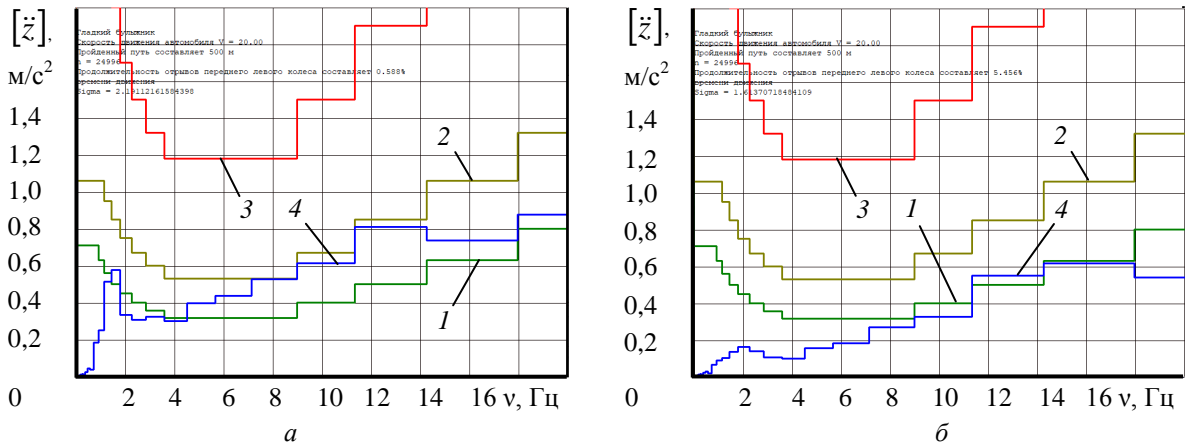 [z̈],
м/с²
Гладкий булыжник
Скорость движения автомобиля V = 20.00
Пройденный путь составляет 500 м
n = 24996
Продолжительность отрывов переднего левого колеса составляет 0.588%
времени движения
Sigma = 2.19112161584398
1,4
1,2
1,0
0,8
0,6
0,4
0,2
0
2
3
4
1
2 4 6 8 10 12 14 16 ν, Гц
а
[z̈],
м/с²
Гладкий булыжник
Скорость движения автомобиля V = 20.00
Пройденный путь составляет 500 м
n = 24996
Продолжительность отрывов переднего левого колеса составляет 5.456%
времени движения
Sigma = 1.61370718484109
1,4
1,2
1,0
0,8
0,6
0,4
0,2
0
2
3
1
4
2 4 6 8 10 12 14 16 ν, Гц
б